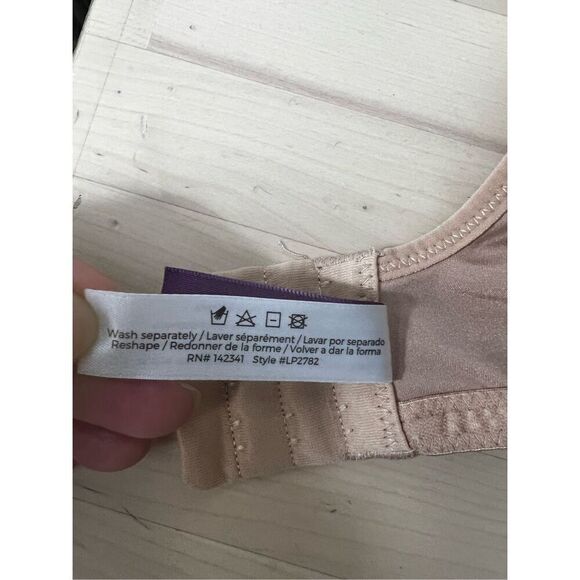 Wash separately / Laver séparément / Lavar por separado
Reshape / Redonner de la forme / Volver a dar la forma
RN# 142341 Style #LP2782